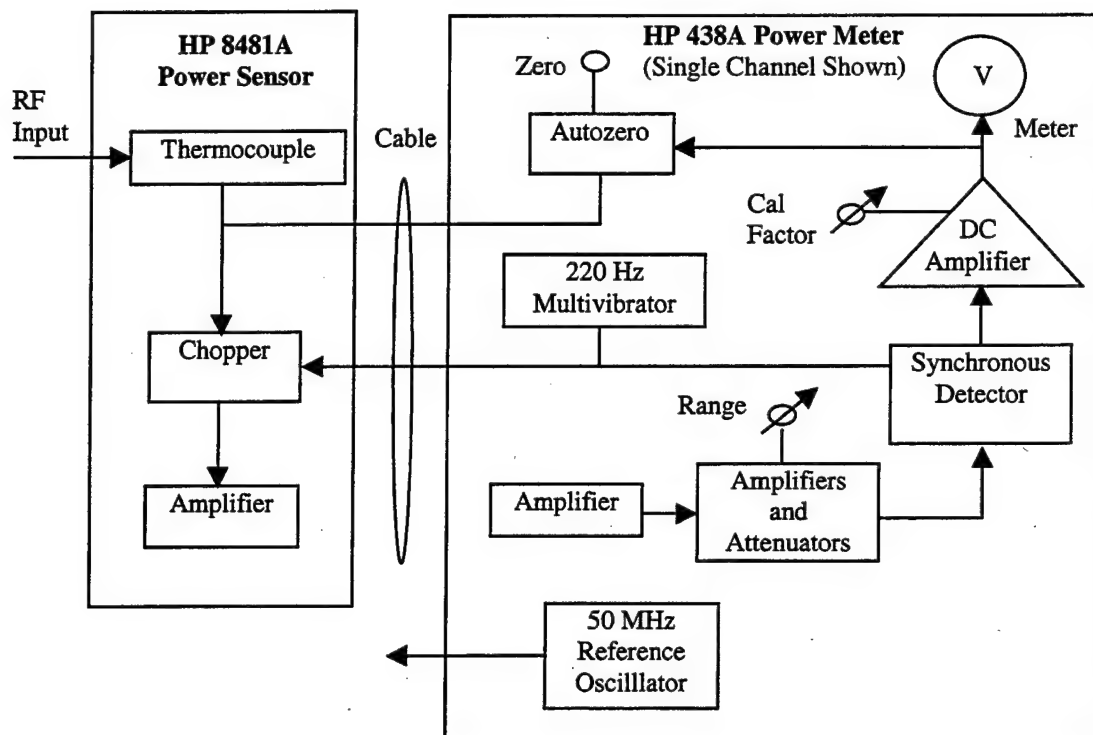 HP 8481A
Power Sensor
RF
Input
Thermocouple
Chopper
Amplifier
Cable
HP 438A Power Meter
(Single Channel Shown)
Zero
Autozero
V
Meter
Cal
Factor
DC
Amplifier
220 Hz
Multivibrator
Synchronous
Detector
Range
Amplifier
Amplifiers
and
Attenuators
50 MHz
Reference
Oscilllator